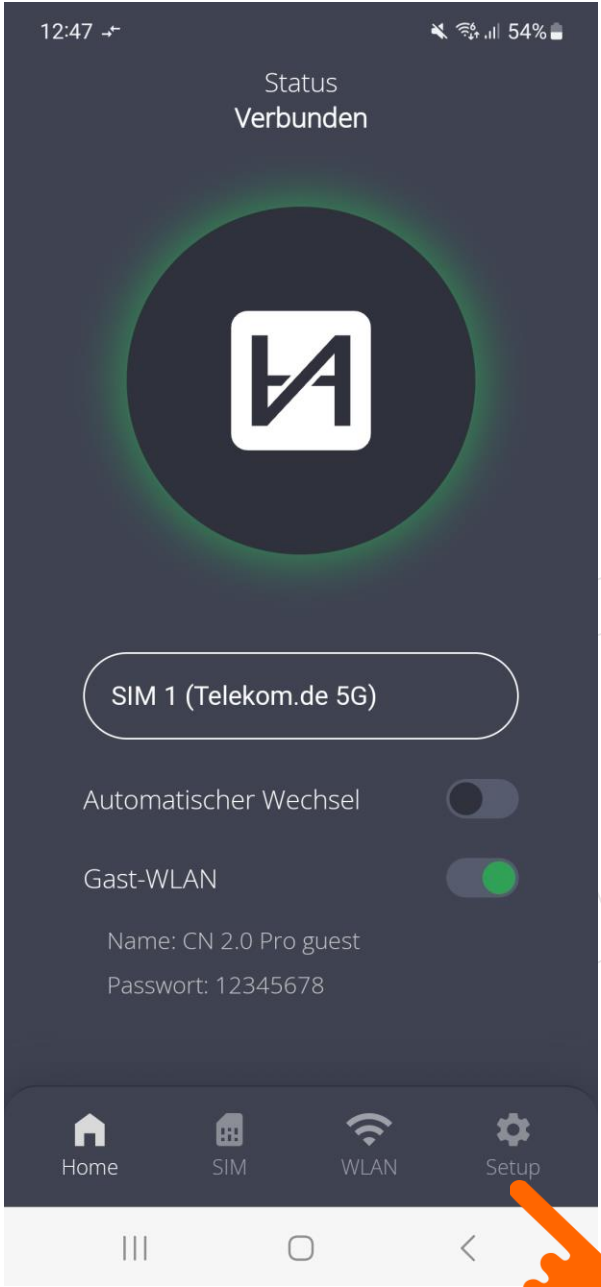 12:47 54%
Status
Verbunden
SIM 1 (Telekom.de 5G)
Automatischer Wechsel
Gast-WLAN
Name: CN 2.0 Pro guest
Passwort: 12345678
Home SIM WLAN Setup